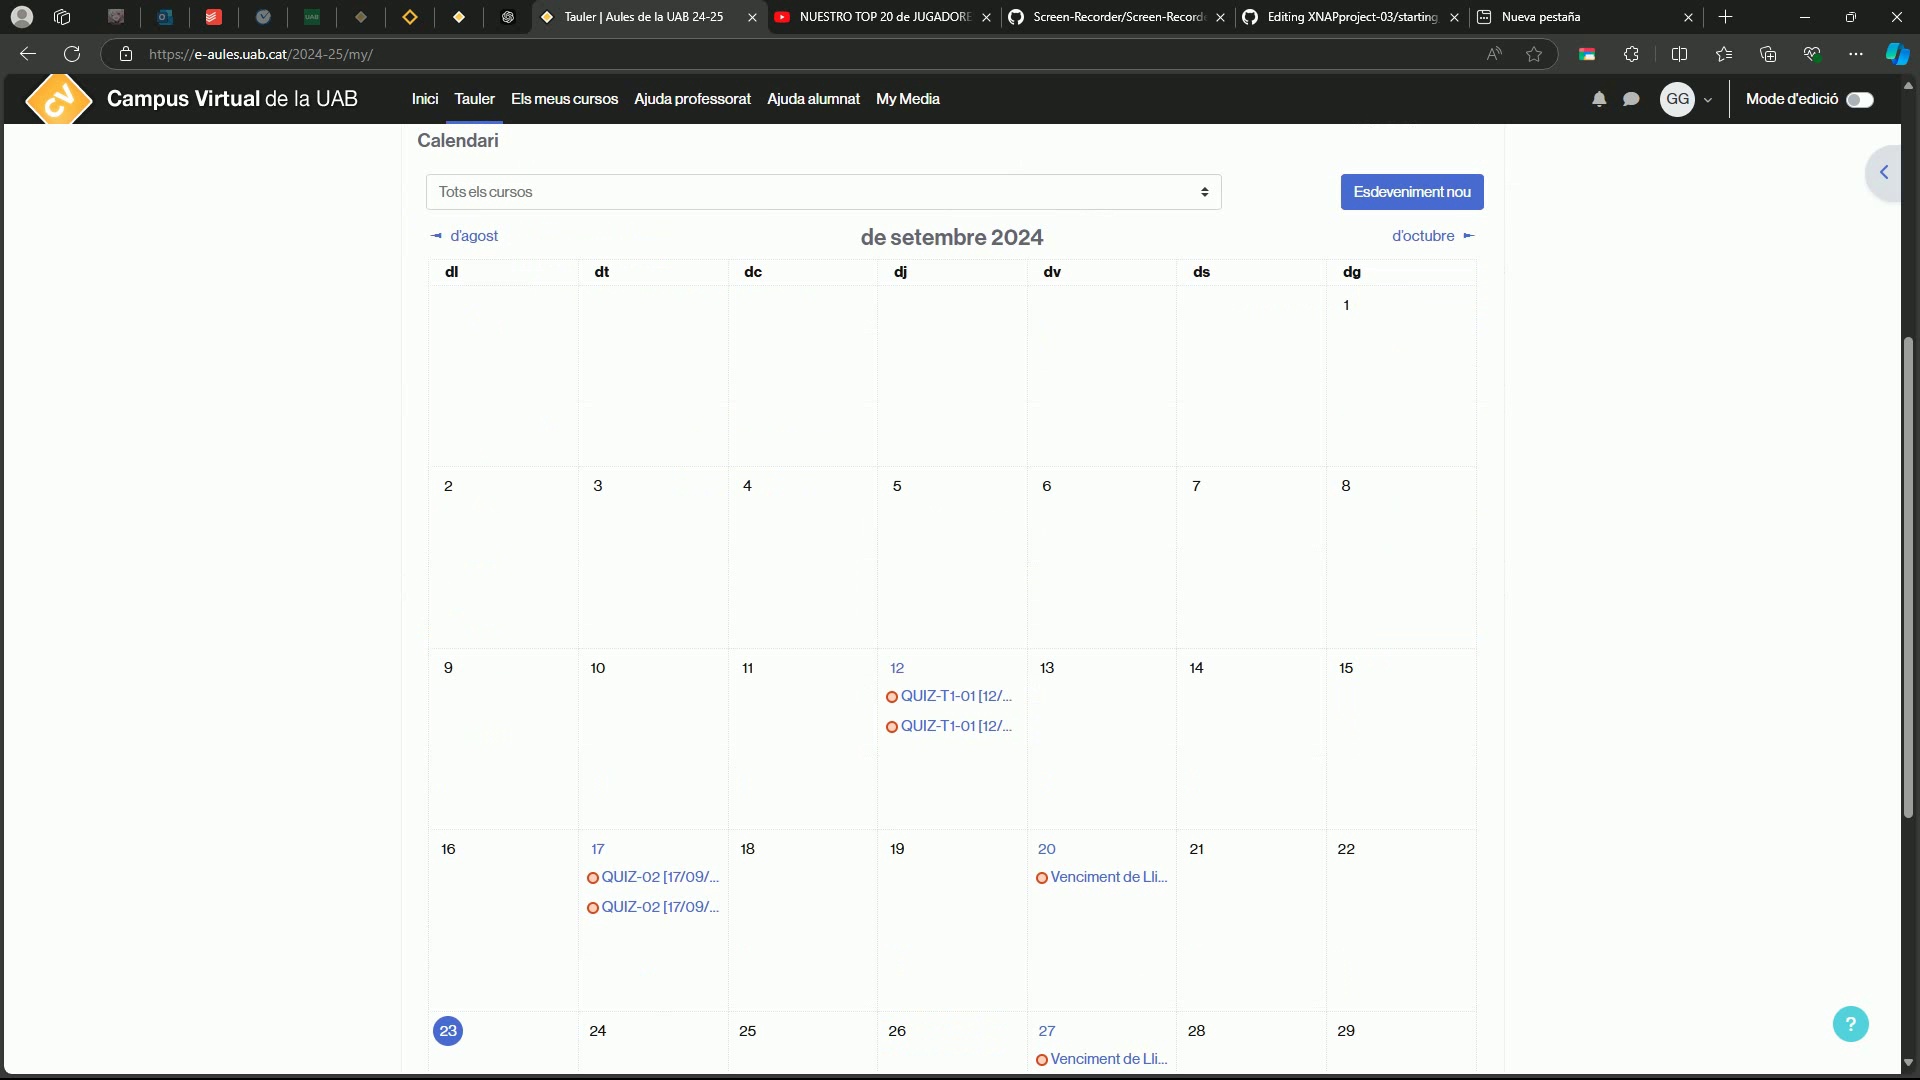 Tauler | Aules de la UAB 24-25
NUESTRO TOP 20 de JUGADORE
Screen-Recorder/Screen-Recorde
Editing XNAPproject-03/starting
Nueva pestaña
https://e-aules.uab.cat/2024-25/my/
CV
Campus Virtual de la UAB
Inici
Tauler
Els meus cursos
Ajuda professorat
Ajuda alumnat
My Media
GG
Mode d'edició
Calendari
Tots els cursos
Esdeveniment nou
◄ d'agost
de setembre 2024
d'octubre ►
dl dt dc dj dv ds dg
1
2 3 4 5 6 7 8
9 10 11 12 13 14 15
QUIZ-T1-01 [12/...
QUIZ-T1-01 [12/...
16 17 18 19 20 21 22
QUIZ-02 [17/09/... Venciment de Lli...
QUIZ-02 [17/09/...
23 24 25 26 27 28 29
Venciment de Lli...
?